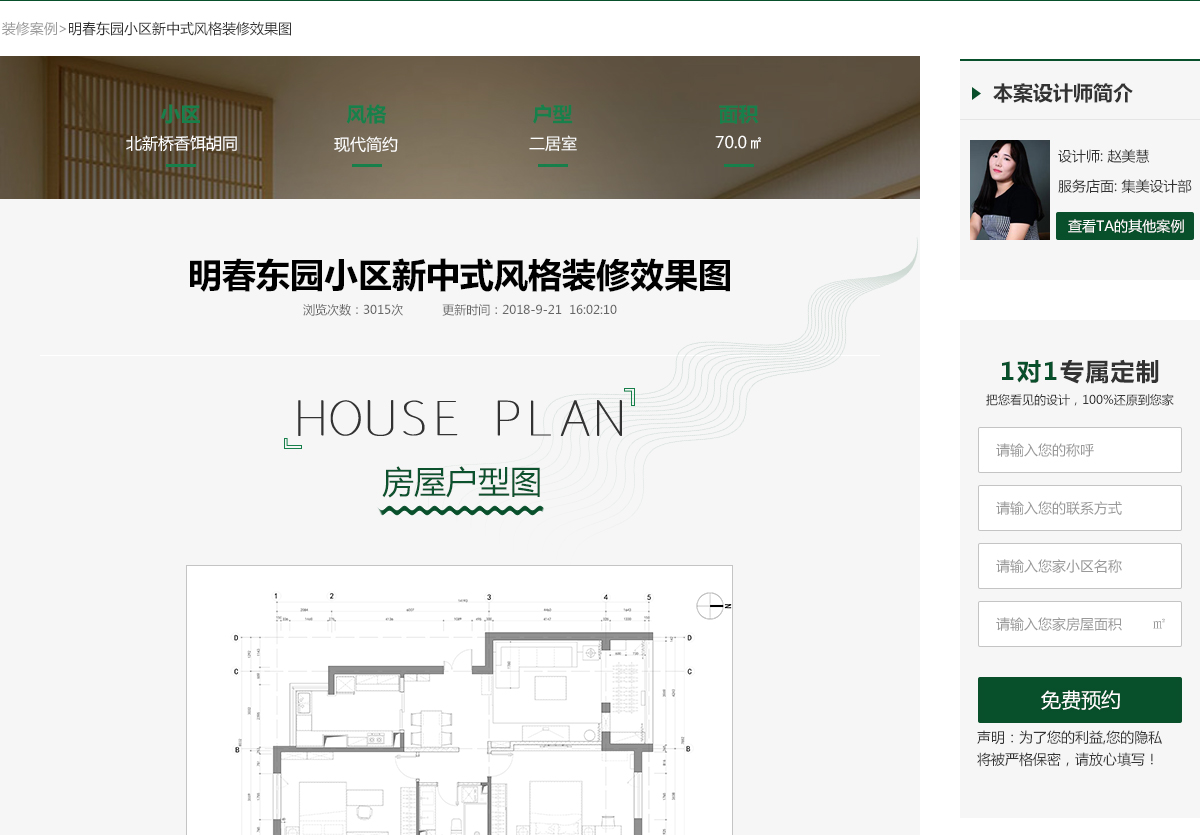 装修案例>明春东园小区新中式风格装修效果图
小区 风格 户型 面积
北新桥香饵胡同 现代简约 二居室 70.0㎡
明春东园小区新中式风格装修效果图
浏览次数：3015次 更新时间：2018-9-21 16:02:10
HOUSE PLAN
房屋户型图
1 2 3 4 5
N
D D
C C
B B
本案设计师简介
设计师: 赵美慧
服务店面: 集美设计部
查看TA的其他案例
1对1专属定制
把您看见的设计，100%还原到您家
请输入您的称呼
请输入您的联系方式
请输入您家小区名称
请输入您家房屋面积 ㎡
免费预约
声明：为了您的利益,您的隐私
将被严格保密，请放心填写！